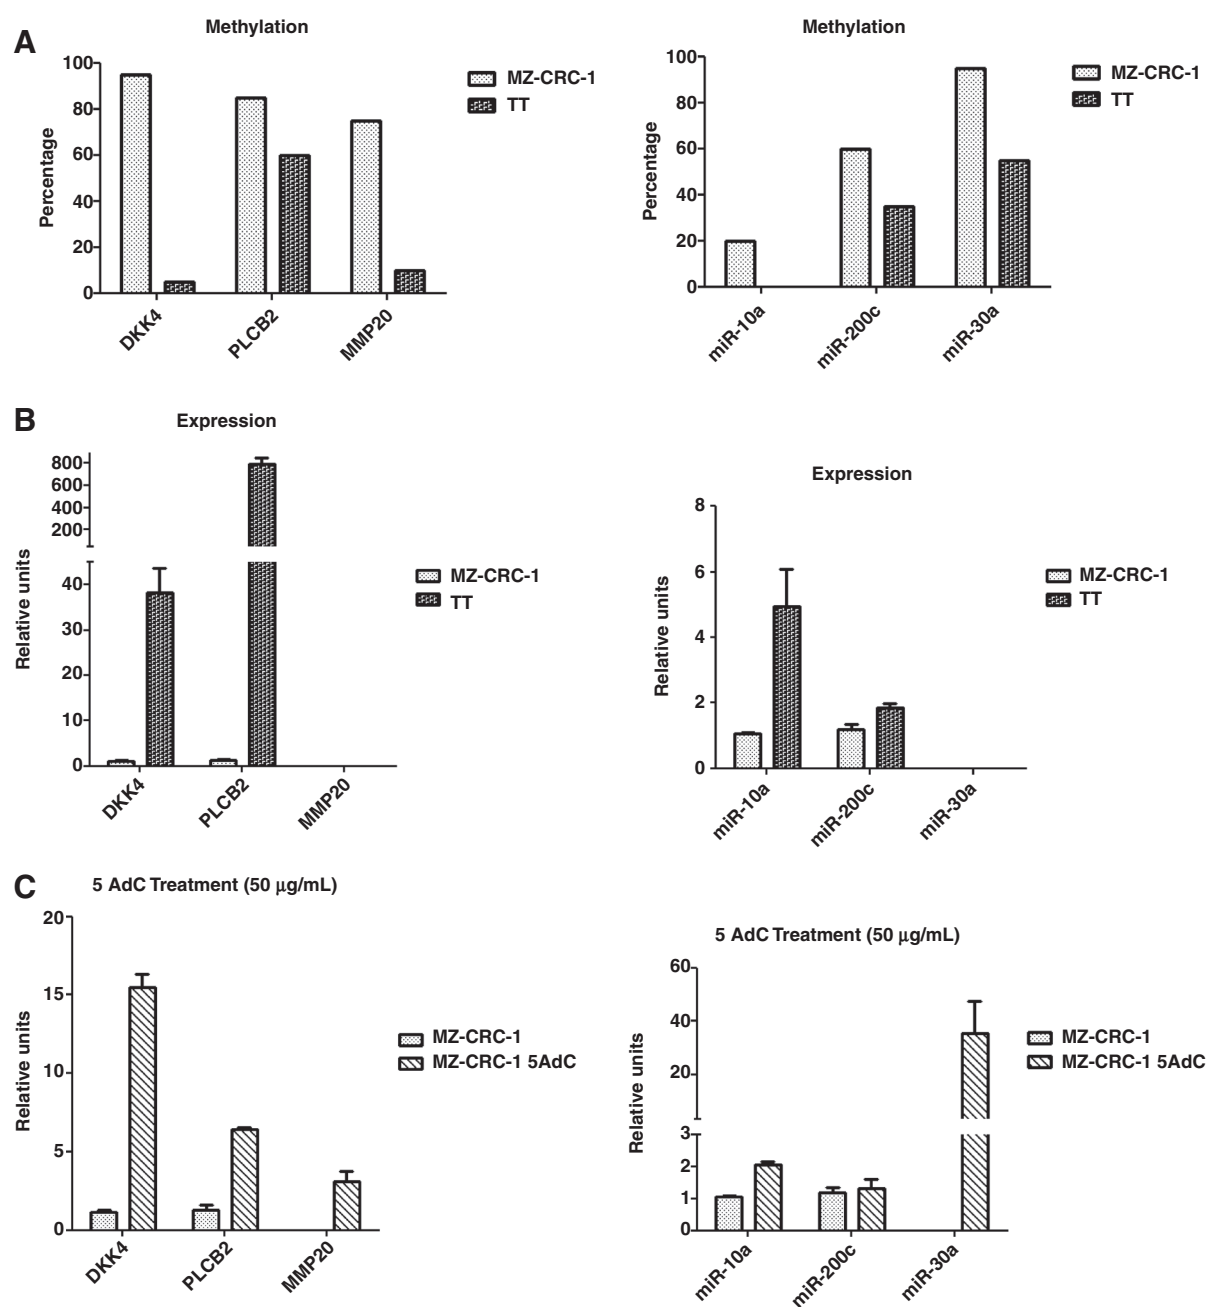 A
Methylation
Percentage
100
80
60
40
20
0
DKK4
PLCB2
MMP20
MZ-CRC-1
TT
Methylation
Percentage
100
80
60
40
20
0
miR-10a
miR-200c
miR-30a
MZ-CRC-1
TT
B
Expression
Relative units
800
600
400
200
40
30
20
10
0
DKK4
PLCB2
MMP20
MZ-CRC-1
TT
Expression
Relative units
8
6
4
2
0
miR-10a
miR-200c
miR-30a
MZ-CRC-1
TT
C
5 AdC Treatment (50 μg/mL)
Relative units
20
15
10
5
0
DKK4
PLCB2
MMP20
MZ-CRC-1
MZ-CRC-1 5AdC
5 AdC Treatment (50 μg/mL)
Relative units
60
40
20
3
2
1
0
miR-10a
miR-200c
miR-30a
MZ-CRC-1
MZ-CRC-1 5AdC